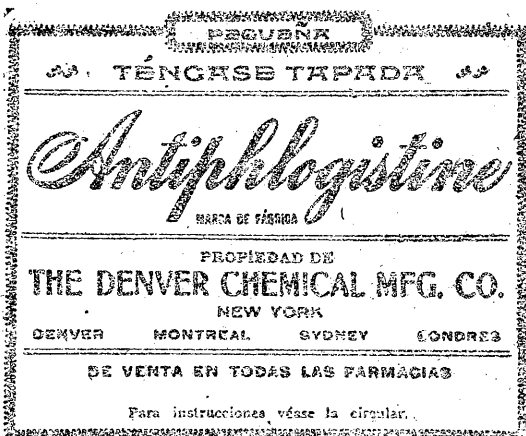 PEQUEÑA
TÉNGASE TAPADA
Antiphlogistine
MARCA DE FÁBRICA
PROPIEDAD DE
THE DENVER CHEMICAL MFG. CO.
NEW YORK
DENVER MONTREAL SYDNEY LONDRES
DE VENTA EN TODAS LAS FARMACIAS
Para instrucciones véase la circular.